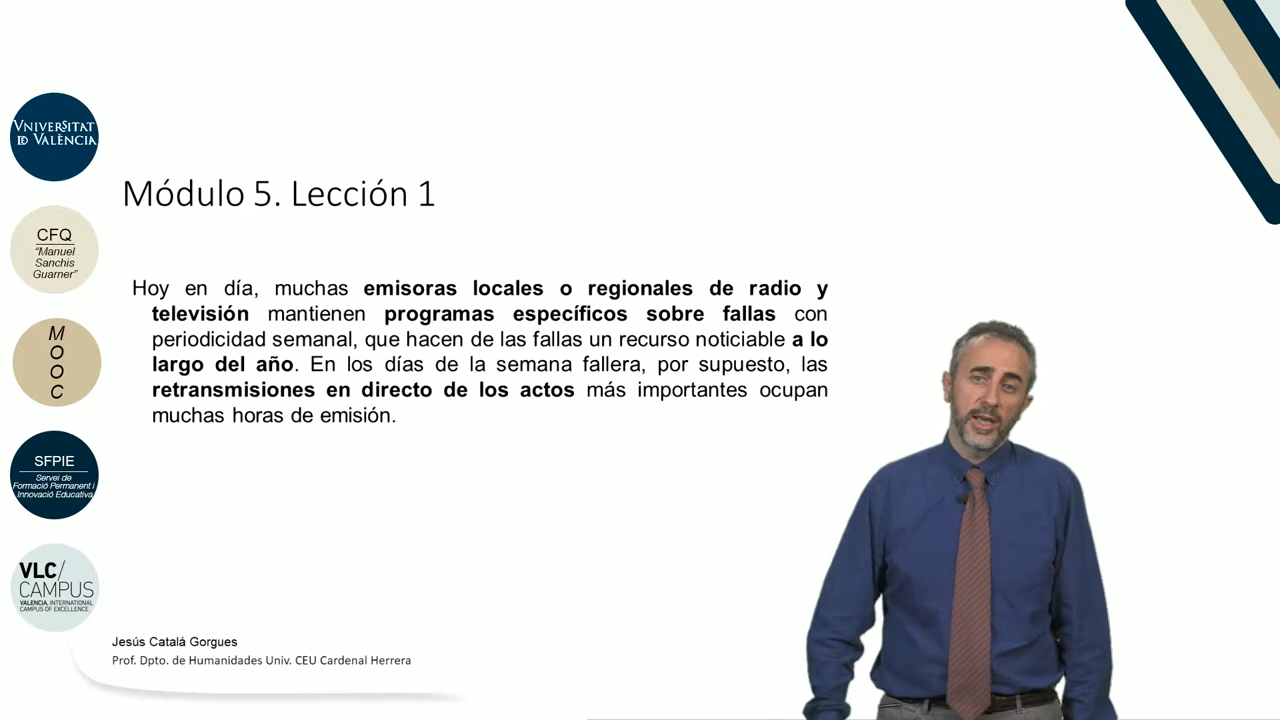 VNIVERSITAT
ID VALÈNCIA
CFQ
"Manuel
Sanchis
Guarner"
M
O
O
C
SFPIE
Servei de
Formació Permanent i
Innovació Educativa
VLC/
CAMPUS
VALENCIA, INTERNATIONAL
CAMPUS OF EXCELLENCE
Módulo 5. Lección 1
Hoy en día, muchas emisoras locales o regionales de radio y
televisión mantienen programas específicos sobre fallas con
periodicidad semanal, que hacen de las fallas un recurso noticiable a lo
largo del año. En los días de la semana fallera, por supuesto, las
retransmisiones en directo de los actos más importantes ocupan
muchas horas de emisión.
Jesús Catalá Gorgues
Prof. Dpto. de Humanidades Univ. CEU Cardenal Herrera